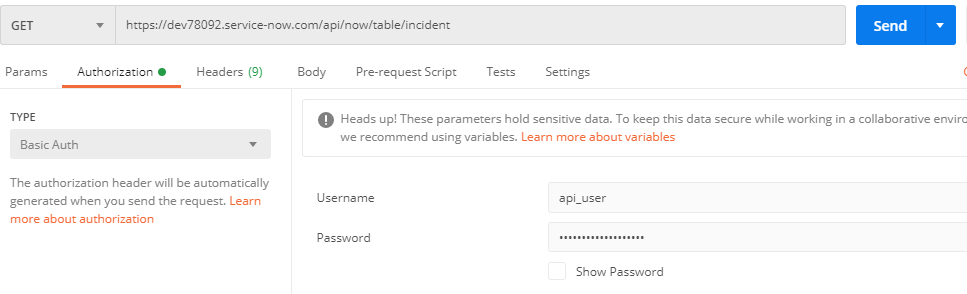 GET https://dev78092.service-now.com/api/now/table/incident Send
Params Authorization Headers (9) Body Pre-request Script Tests Settings
TYPE
Basic Auth
The authorization header will be automatically
generated when you send the request. Learn
more about authorization
Heads up! These parameters hold sensitive data. To keep this data secure while working in a collaborative
we recommend using variables. Learn more about variables
Username api_user
Password •••••••••••••••••••
Show Password